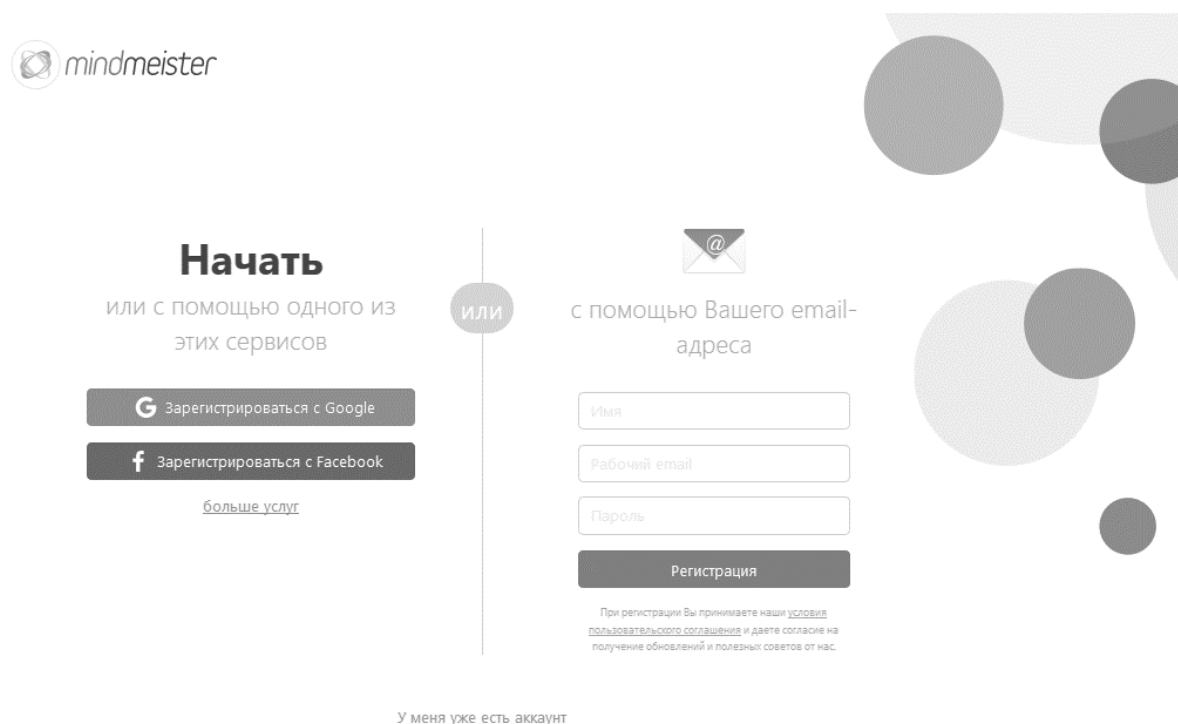 mindmeister
Начать
или с помощью одного из
этих сервисов
Зарегистрироваться с Google
Зарегистрироваться с Facebook
больше услуг
или
@
с помощью Вашего email-
адреса
Имя
Рабочий email
Пароль
Регистрация
При регистрации Вы принимаете наши условия
пользовательского соглашения и даете согласие на
получение обновлений и полезных советов от нас.
У меня уже есть аккаунт